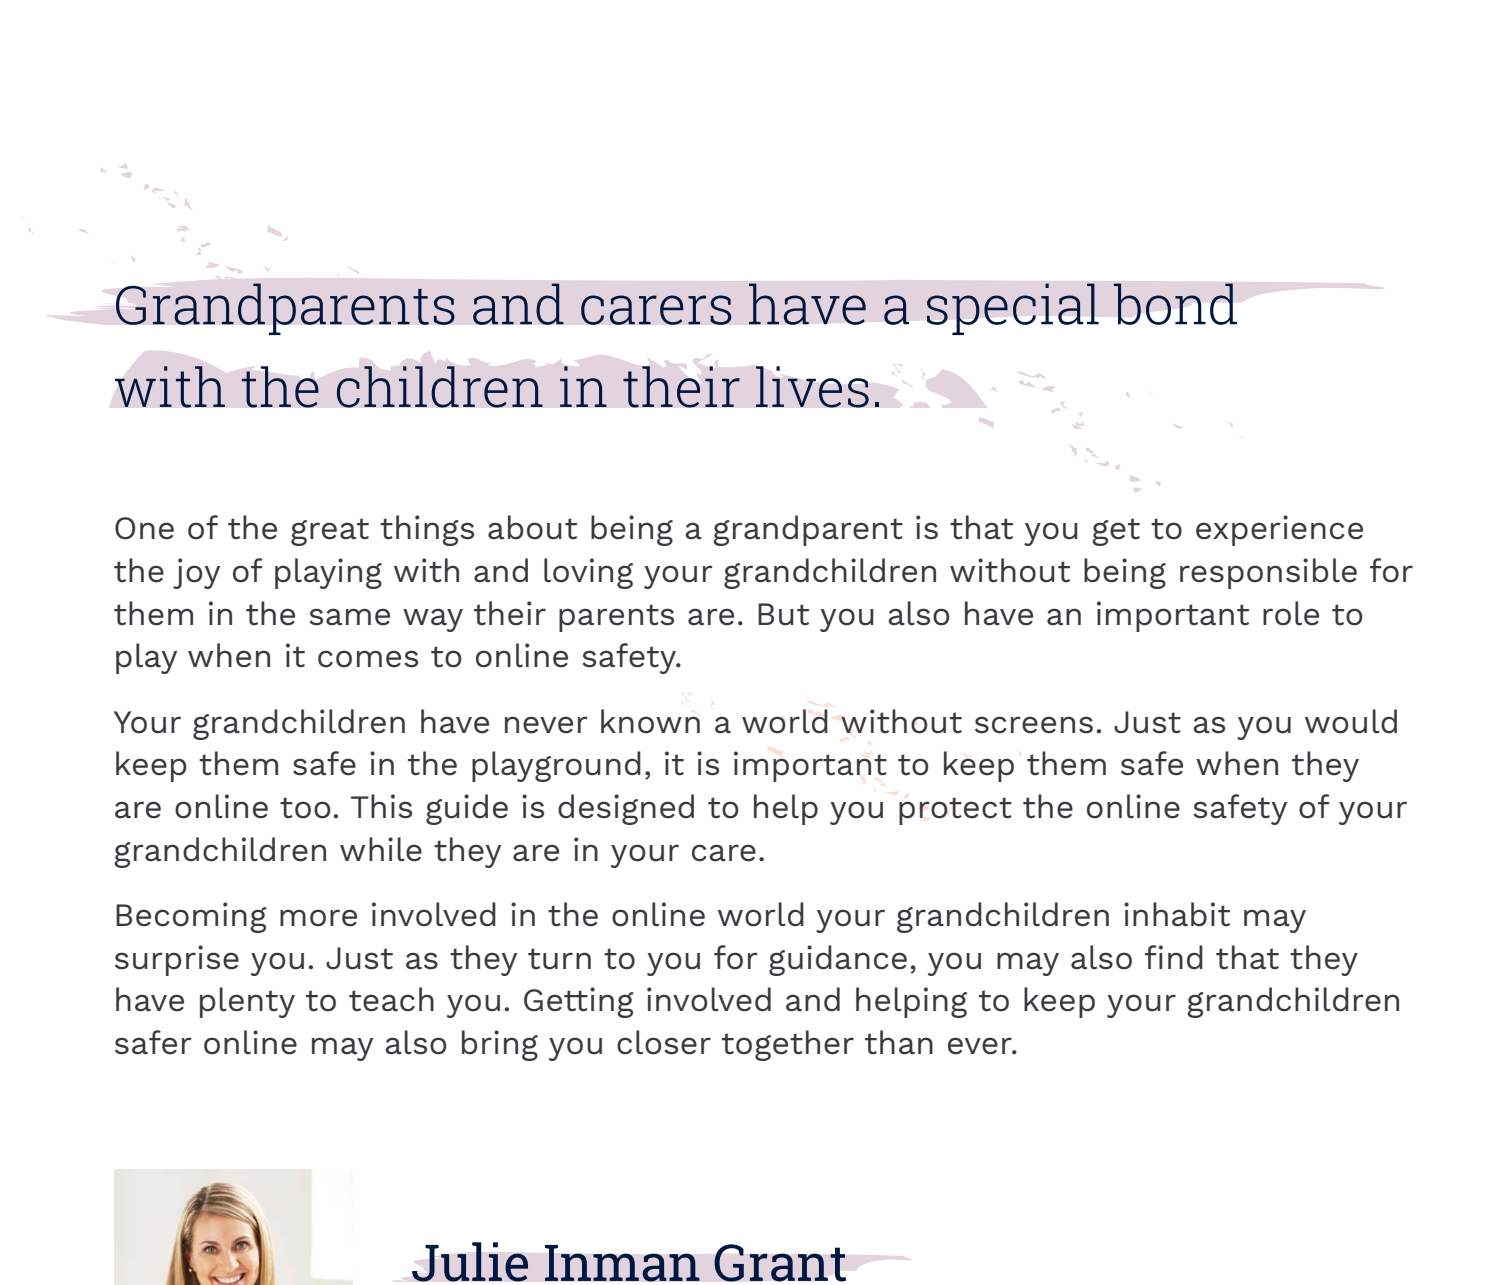 Grandparents and carers have a special bond
with the children in their lives.
One of the great things about being a grandparent is that you get to experience
the joy of playing with and loving your grandchildren without being responsible for
them in the same way their parents are. But you also have an important role to
play when it comes to online safety.
Your grandchildren have never known a world without screens. Just as you would
keep them safe in the playground, it is important to keep them safe when they
are online too. This guide is designed to help you protect the online safety of your
grandchildren while they are in your care.
Becoming more involved in the online world your grandchildren inhabit may
surprise you. Just as they turn to you for guidance, you may also find that they
have plenty to teach you. Getting involved and helping to keep your grandchildren
safer online may also bring you closer together than ever.
Julie Inman Grant